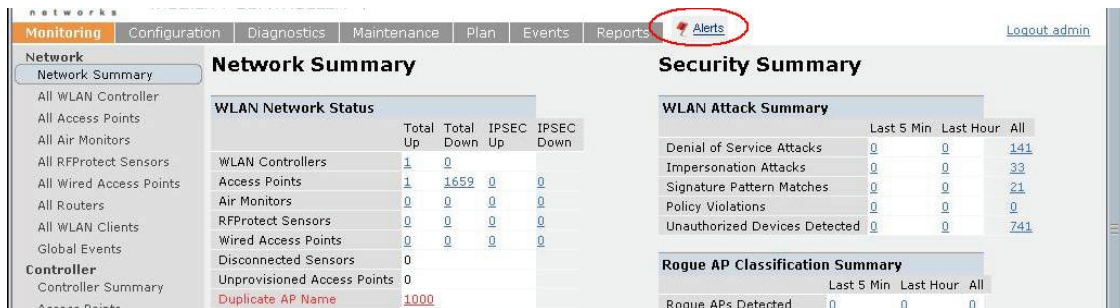 networks
Monitoring Configuration Diagnostics Maintenance Plan Events Reports Alerts Logout admin
Network
Network Summary
All WLAN Controller
All Access Points
All Air Monitors
All RFProtect Sensors
All Wired Access Points
All Routers
All WLAN Clients
Global Events
Controller
Controller Summary
Access Points
Network Summary
WLAN Network Status
Total Up Total Down IPSEC Up IPSEC Down
WLAN Controllers 1 0
Access Points 1 1659 0 0
Air Monitors 0 0 0 0
RFProtect Sensors 0 0 0 0
Wired Access Points 0 0 0 0
Disconnected Sensors 0
Unprovisioned Access Points 0
Duplicate AP Name 1000
Security Summary
WLAN Attack Summary
Last 5 Min Last Hour All
Denial of Service Attacks 0 0 141
Impersonation Attacks 0 0 33
Signature Pattern Matches 0 0 21
Policy Violations 0 0 0
Unauthorized Devices Detected 0 0 741
Rogue AP Classification Summary
Last 5 Min Last Hour All
Rogue APs Detected 0 0 0